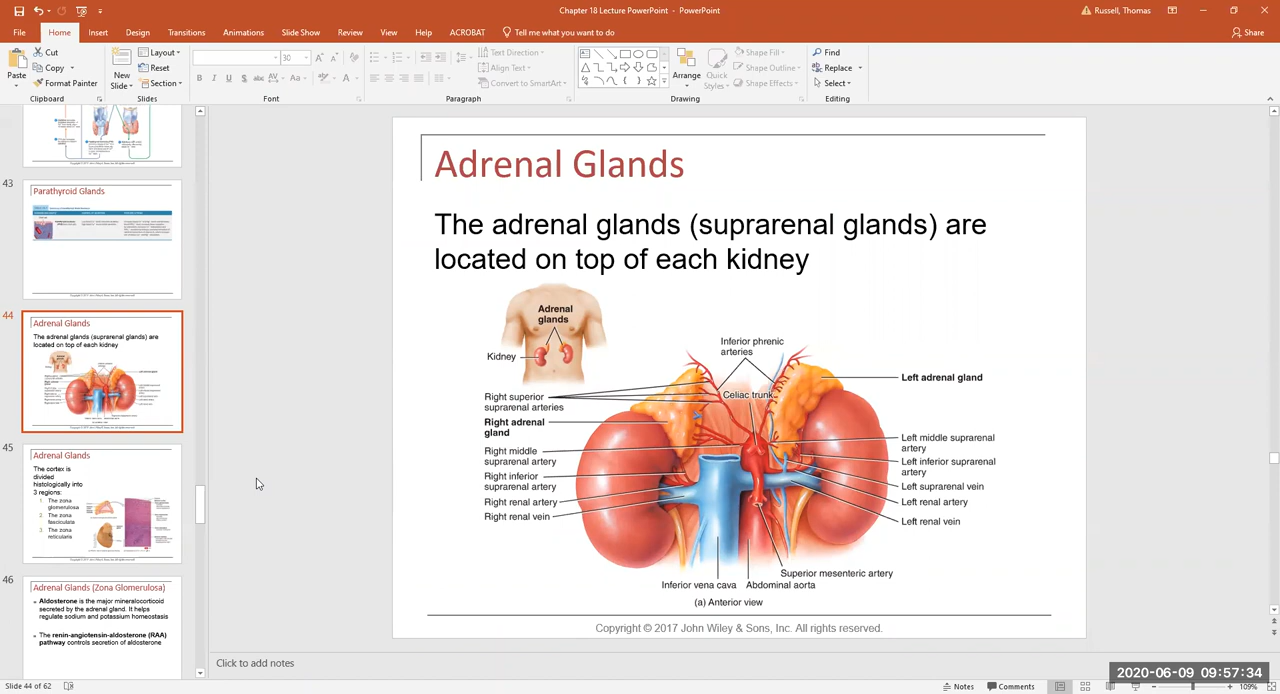 Chapter 18 Lecture PowerPoint - PowerPoint
Russell, Thomas
File Home Insert Design Transitions Animations Slide Show Review View Help ACROBAT Tell me what you want to do
Share
Paste
Cut
Copy
Format Painter
Clipboard
New
Slide
Layout
Reset
Section
Slides
30
B I U S abc AV Aa A
Font
Text Direction
Align Text
Convert to SmartArt
Paragraph
Arrange
Quick
Styles
Shape Fill
Shape Outline
Shape Effects
Drawing
Find
Replace
Select
Editing
43
Parathyroid Glands
44
Adrenal Glands
The adrenal glands (suprarenal glands) are
located on top of each kidney
45
Adrenal Glands
The cortex is
divided
histologically into
3 regions:
1. The zona
glomerulosa
2. The zona
fasciculata
3. The zona
reticularis
46
Adrenal Glands (Zona Glomerulosa)
Aldosterone is the major mineralocorticoid
secreted by the adrenal gland. It helps
regulate sodium and potassium homeostasis
The renin-angiotensin-aldosterone (RAA)
pathway controls secretion of aldosterone
Adrenal Glands
The adrenal glands (suprarenal glands) are
located on top of each kidney
Adrenal
glands
Kidney
Inferior phrenic
arteries
Celiac trunk
Right superior
suprarenal arteries
Right adrenal
gland
Right middle
suprarenal artery
Right inferior
suprarenal artery
Right renal artery
Right renal vein
Left adrenal gland
Left middle suprarenal
artery
Left inferior suprarenal
artery
Left suprarenal vein
Left renal artery
Left renal vein
Superior mesenteric artery
Inferior vena cava
Abdominal aorta
(a) Anterior view
Copyright © 2017 John Wiley & Sons, Inc. All rights reserved.
Click to add notes
2020-06-09 09:57:34
Slide 44 of 62
Notes
Comments
109%